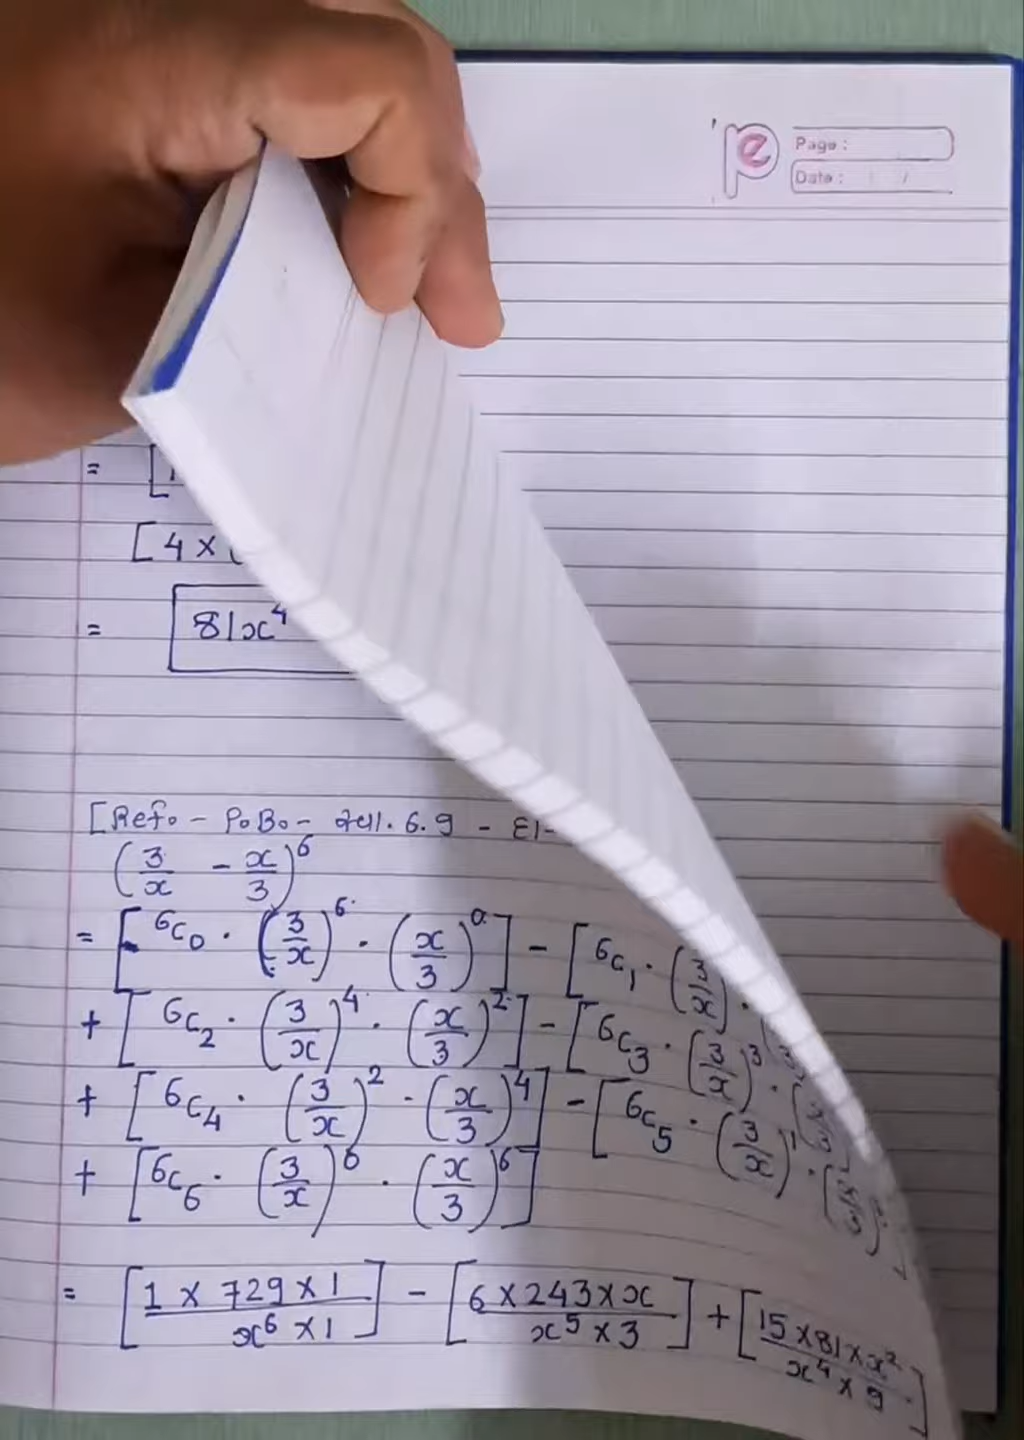 Page :
Date : / /
=
[4 ×
= 81x⁴
[Ref. - P.B.- સ્વા. 6.9 -
(3/x - x/3)⁶
= [⁶C₀ · (3/x)⁶ · (x/3)⁰] - [⁶C₁ · (3/x)
+ [⁶C₂ · (3/x)⁴ · (x/3)²] - [⁶C₃ · (3/x)³ ·
+ [⁶C₄ · (3/x)² · (x/3)⁴] - [⁶C₅ · (3/x)¹ ·
+ [⁶C₆ · (3/x)⁰ · (x/3)⁶]
= [1 × 729 × 1 / x⁶ × 1] - [6 × 243 × x / x⁵ × 3] + [15 × 81 × x² / x⁴ × 9]